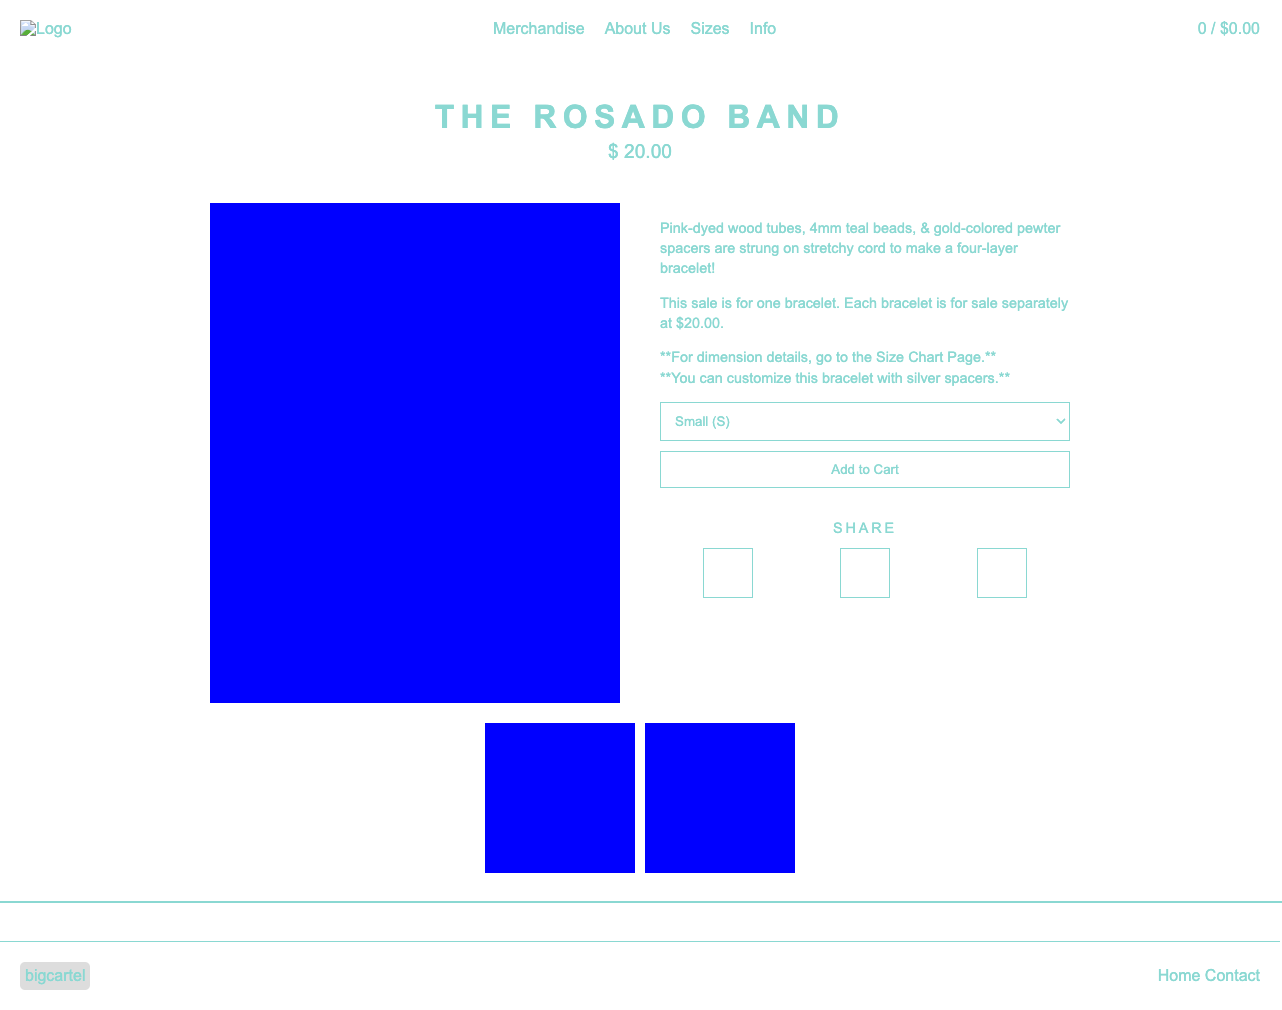 Logo
Merchandise About Us Sizes Info
0 / $0.00
THE ROSADO BAND
$ 20.00
Pink-dyed wood tubes, 4mm teal beads, & gold-colored pewter
spacers are strung on stretchy cord to make a four-layer
bracelet!
This sale is for one bracelet. Each bracelet is for sale separately
at $20.00.
**For dimension details, go to the Size Chart Page.**
**You can customize this bracelet with silver spacers.**
Small (S)
Add to Cart
SHARE
bigcartel
Home Contact